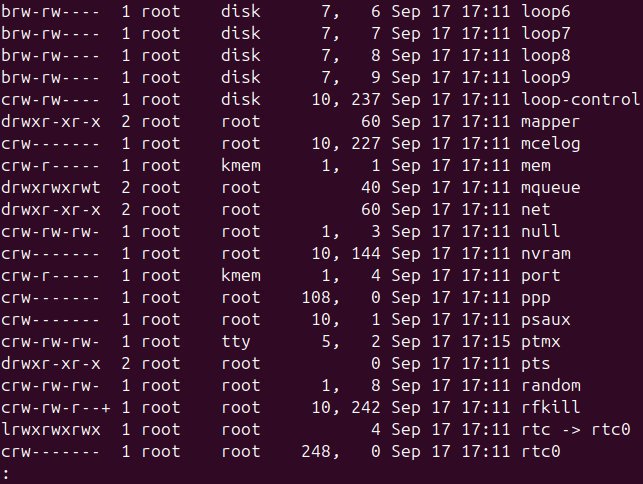 brw-rw----  1 root    disk      7,   6 Sep 17 17:11 loop6
brw-rw----  1 root    disk      7,   7 Sep 17 17:11 loop7
brw-rw----  1 root    disk      7,   8 Sep 17 17:11 loop8
brw-rw----  1 root    disk      7,   9 Sep 17 17:11 loop9
crw-rw----  1 root    disk     10, 237 Sep 17 17:11 loop-control
drwxr-xr-x  2 root    root          60 Sep 17 17:11 mapper
crw-------  1 root    root     10, 227 Sep 17 17:11 mcelog
crw-r-----  1 root    kmem      1,   1 Sep 17 17:11 mem
drwxrwxrwt  2 root    root          40 Sep 17 17:11 mqueue
drwxr-xr-x  2 root    root          60 Sep 17 17:11 net
crw-rw-rw-  1 root    root      1,   3 Sep 17 17:11 null
crw-------  1 root    root     10, 144 Sep 17 17:11 nvram
crw-r-----  1 root    kmem      1,   4 Sep 17 17:11 port
crw-------  1 root    root    108,   0 Sep 17 17:11 ppp
crw-------  1 root    root     10,   1 Sep 17 17:11 psaux
crw-rw-rw-  1 root    tty       5,   2 Sep 17 17:15 ptmx
drwxr-xr-x  2 root    root           0 Sep 17 17:11 pts
crw-rw-rw-  1 root    root      1,   8 Sep 17 17:11 random
crw-rw-r--+ 1 root    root     10, 242 Sep 17 17:11 rfkill
lrwxrwxrwx  1 root    root           4 Sep 17 17:11 rtc -> rtc0
crw-------  1 root    root    248,   0 Sep 17 17:11 rtc0
: